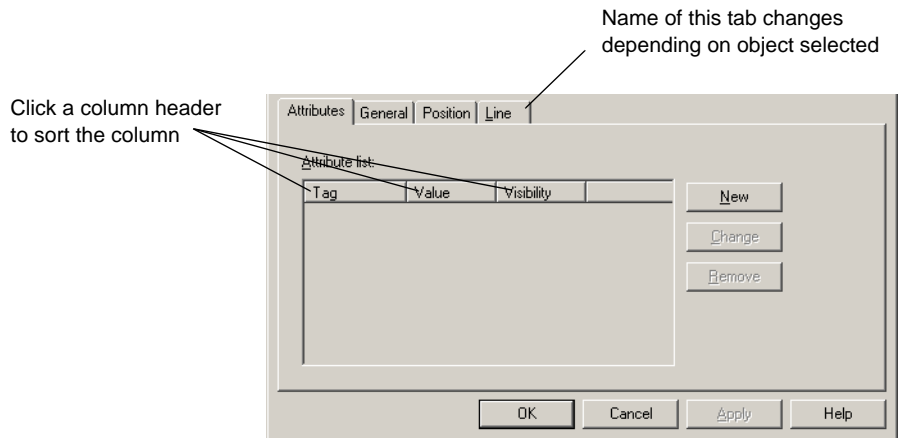 Name of this tab changes
depending on object selected
Click a column header
to sort the column
Attributes General Position Line
Attribute list:
Tag Value Visibility
New
Change
Remove
OK Cancel Apply Help